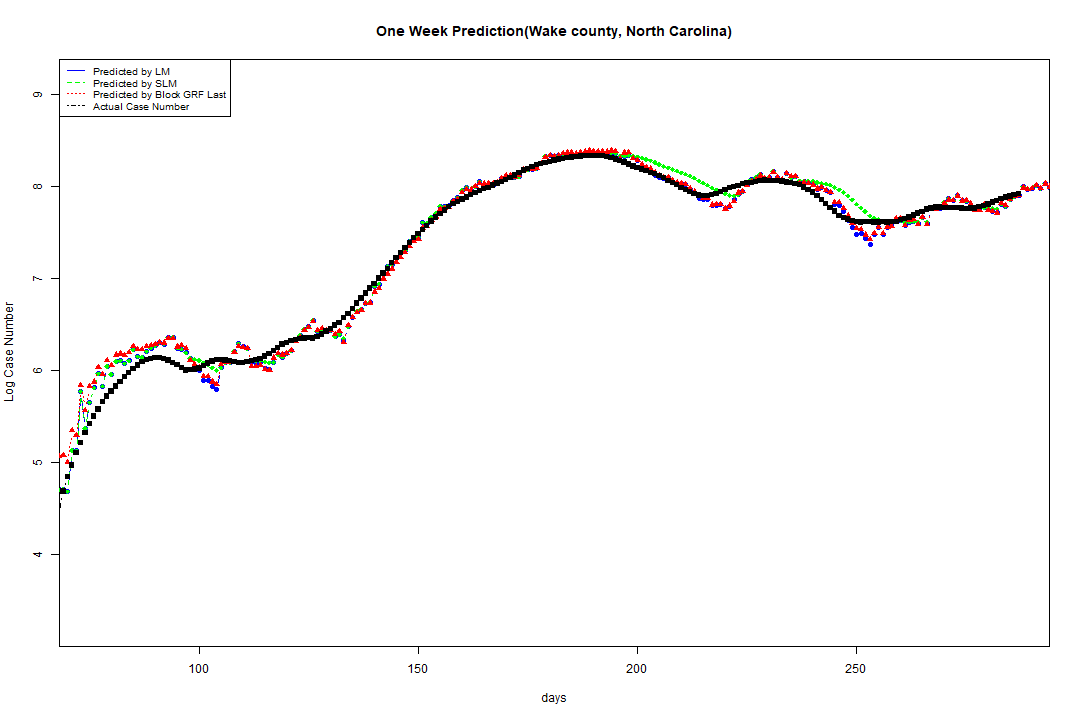 One Week Prediction(Wake county, North Carolina)
Predicted by LM
Predicted by SLM
Predicted by Block GRF Last
Actual Case Number
9
8
7
6
5
4
Log Case Number
100 150 200 250
days